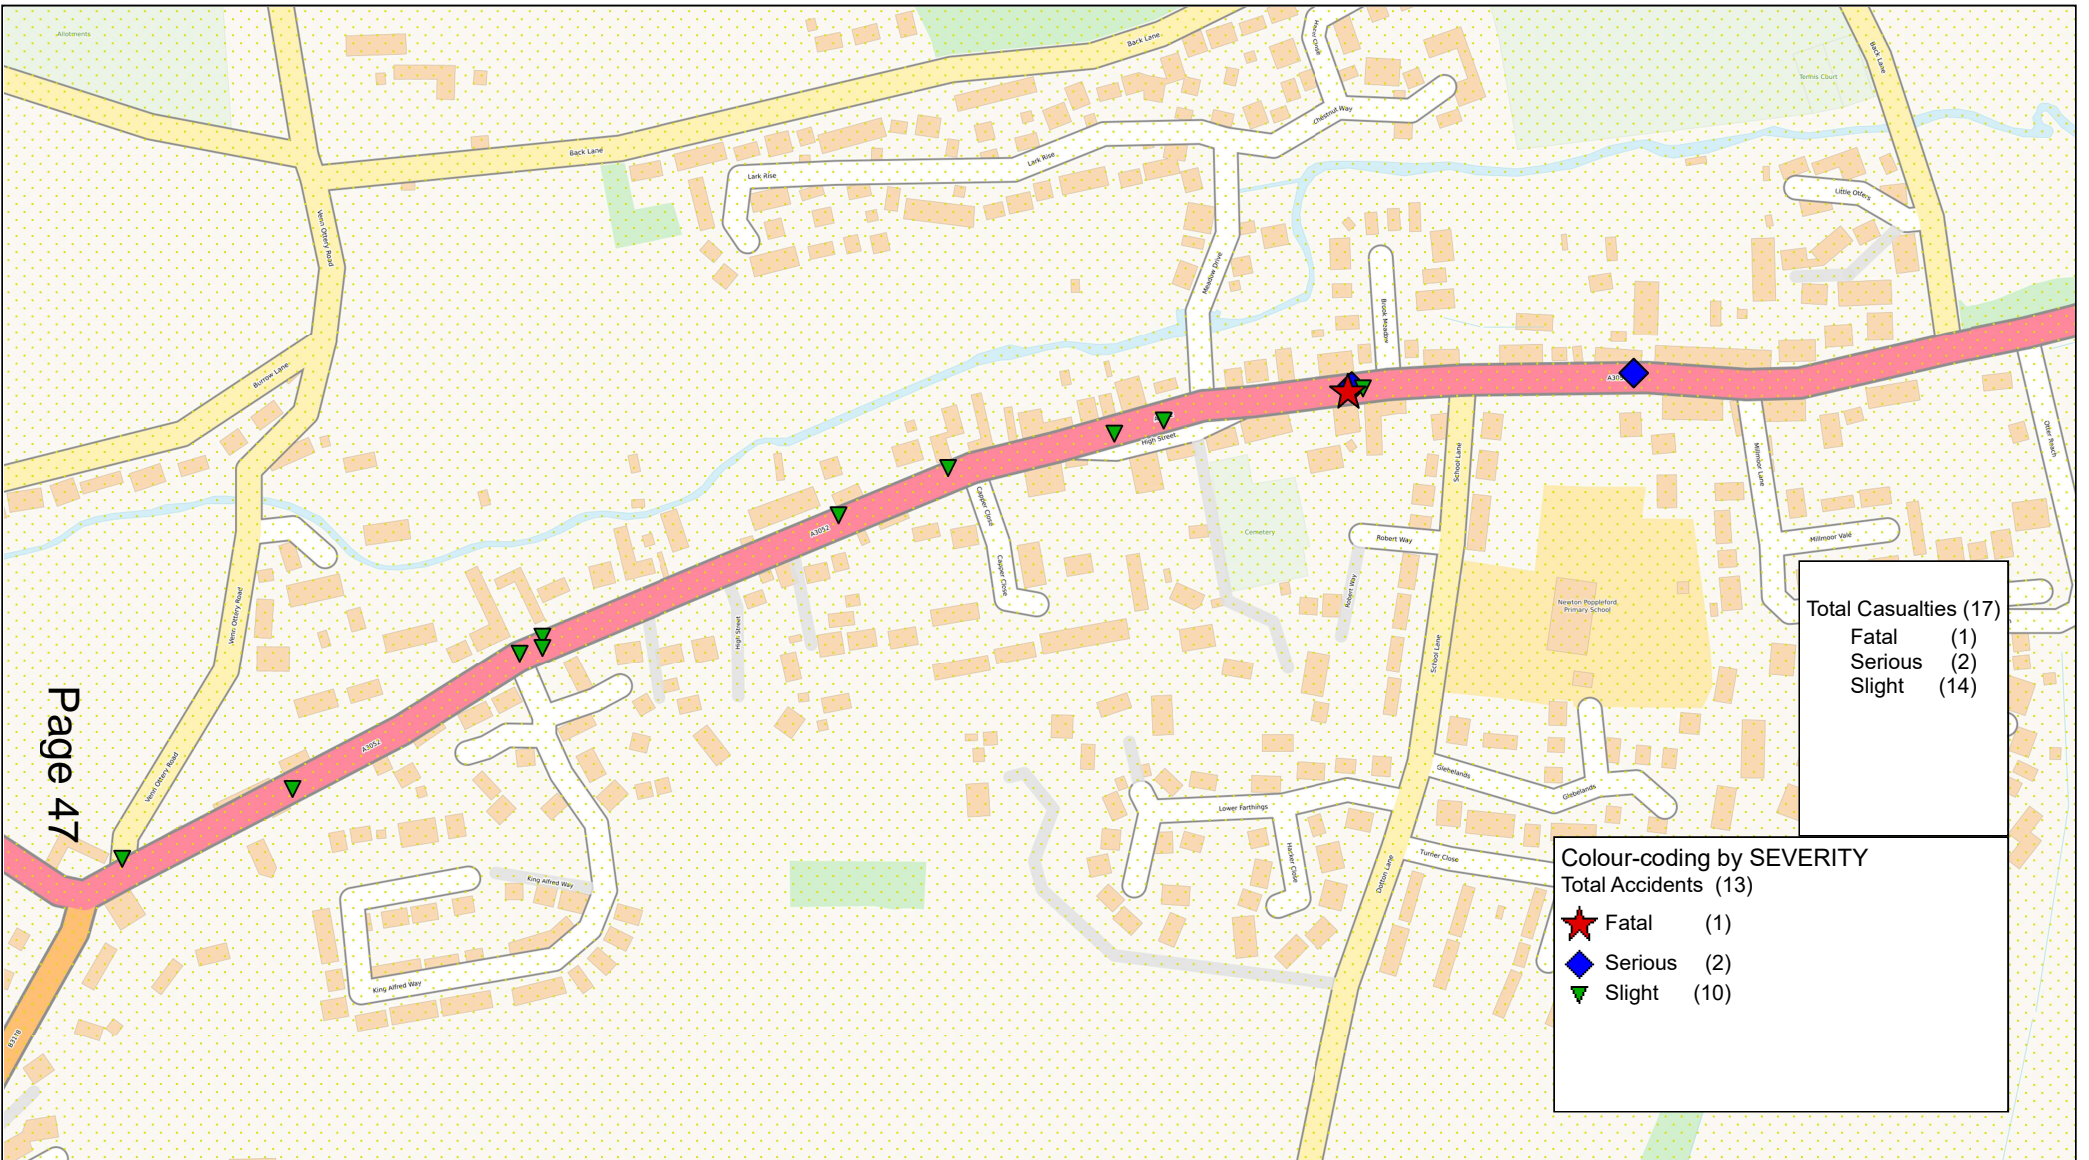 Allotments
Back Lane
Hazel Close
Back Lane
Tennis Court
Chestnut Way
Back Lane
Lark Rise
Lark Rise
Little Otters
Venn Ottery Road
Meadow Drive
Brook Meadow
Burrow Lane
High Street
Millmoor Lane
Otter Reach
School Lane
Capper Close
A3052
Cemetery
Robert Way
Millmoor Vale
Capper Close
Robert Way
Newton Poppleford
Primary School
Venn Ottery Road
High Street
School Lane
Total Casualties (17)
Fatal (1)
Serious (2)
Slight (14)
Page 47
A3052
Venn Ottery Road
Glebelands
Glebelands
Lower Farthings
Harker Close
Turner Close
Dotton Lane
King Alfred Way
King Alfred Way
B3178
Colour-coding by SEVERITY
Total Accidents (13)
Fatal (1)
Serious (2)
Slight (10)